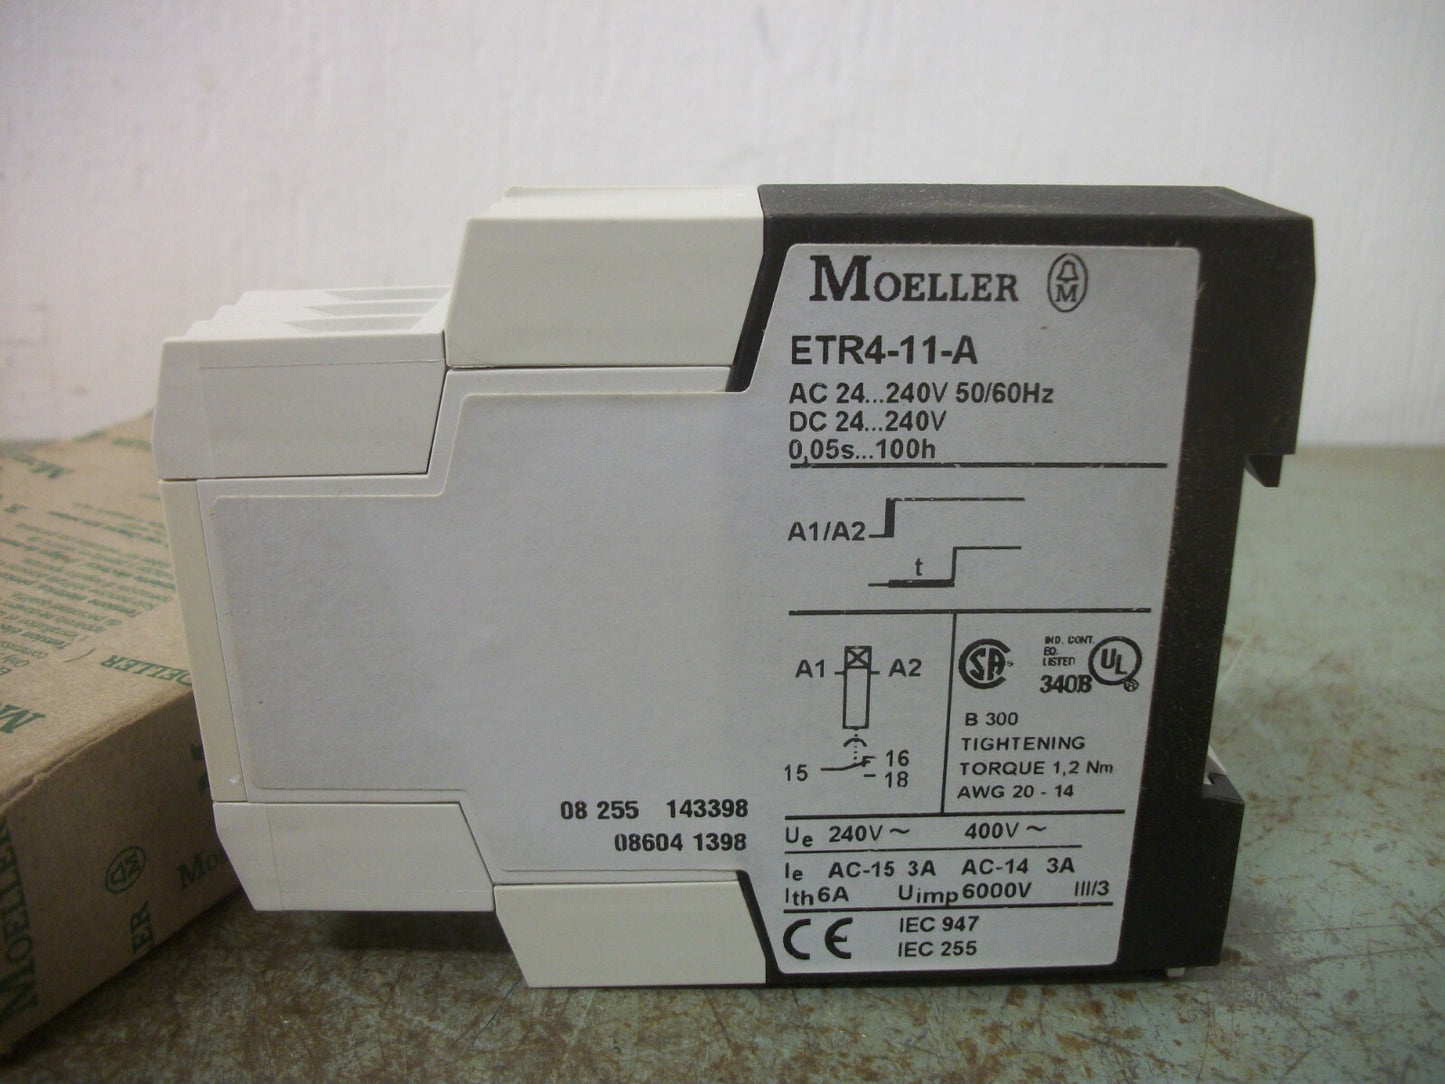 MOELLER
ETR4-11-A
AC 24...240V 50/60Hz
DC 24...240V
0,05s...100h
A1/A2
t
A1 A2
15
16
18
SA
IND. CONT.
EQ.
LISTED
340B
UL
B 300
TIGHTENING
TORQUE 1,2 Nm
AWG 20 - 14
08 255 143398
08604 1398
Ue 240V ~ 400V ~
Ie AC-15 3A AC-14 3A
Ith 6A Uimp 6000V III/3
CE
IEC 947
IEC 255
MOELLER
MOELLER